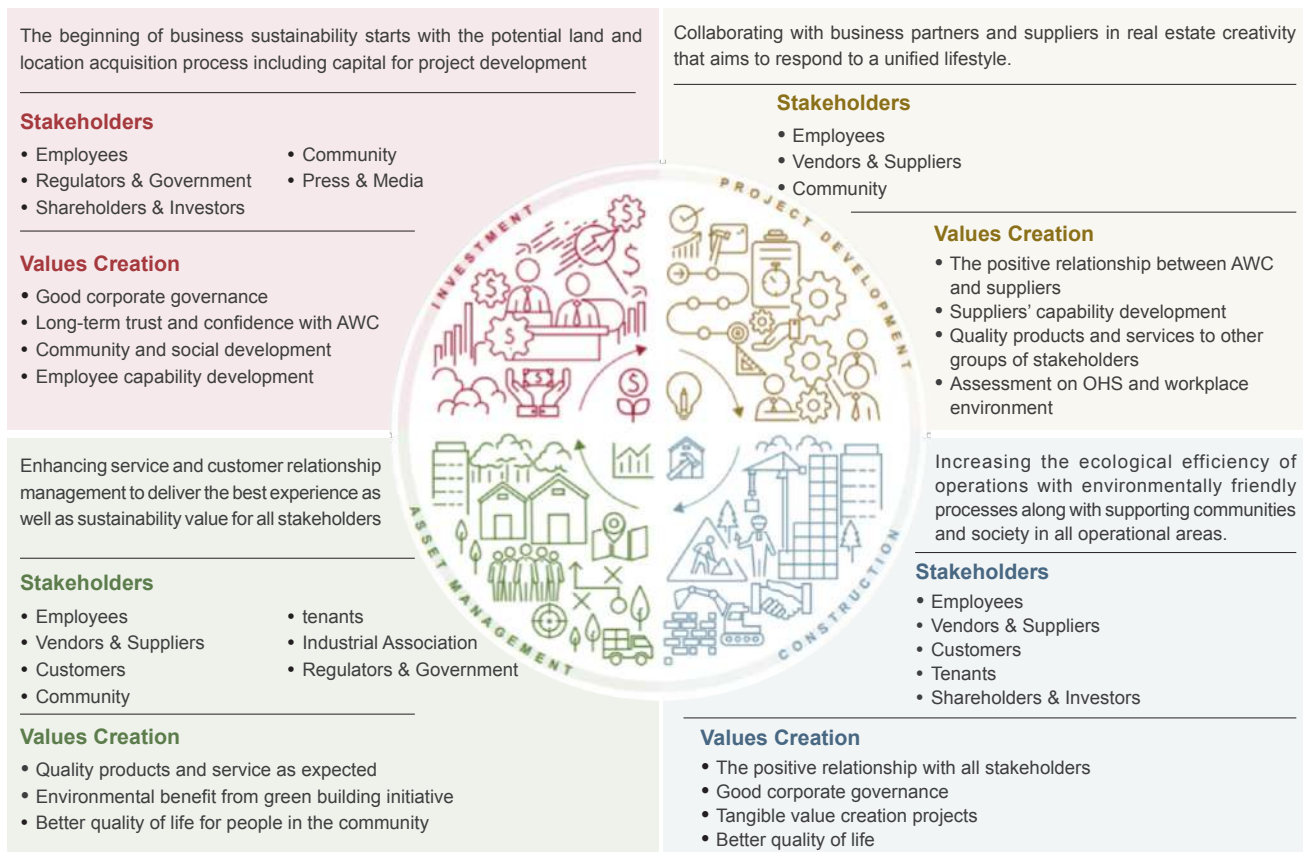 The beginning of business sustainability starts with the potential land and
location acquisition process including capital for project development
Stakeholders
• Employees
• Regulators & Government
• Shareholders & Investors
• Community
• Press & Media
Values Creation
• Good corporate governance
• Long-term trust and confidence with AWC
• Community and social development
• Employee capability development
INVESTMENT
Collaborating with business partners and suppliers in real estate creativity
that aims to respond to a unified lifestyle.
Stakeholders
• Employees
• Vendors & Suppliers
• Community
Values Creation
• The positive relationship between AWC
and suppliers
• Suppliers’ capability development
• Quality products and services to other
groups of stakeholders
• Assessment on OHS and workplace
environment
PROJECT DEVELOPMENT
Enhancing service and customer relationship
management to deliver the best experience as
well as sustainability value for all stakeholders
Stakeholders
• Employees
• Vendors & Suppliers
• Customers
• Community
• tenants
• Industrial Association
• Regulators & Government
Values Creation
• Quality products and service as expected
• Environmental benefit from green building initiative
• Better quality of life for people in the community
ASSET MANAGEMENT
Increasing the ecological efficiency of
operations with environmentally friendly
processes along with supporting communities
and society in all operational areas.
Stakeholders
• Employees
• Vendors & Suppliers
• Customers
• Tenants
• Shareholders & Investors
Values Creation
• The positive relationship with all stakeholders
• Good corporate governance
• Tangible value creation projects
• Better quality of life
CONSTRUCTION